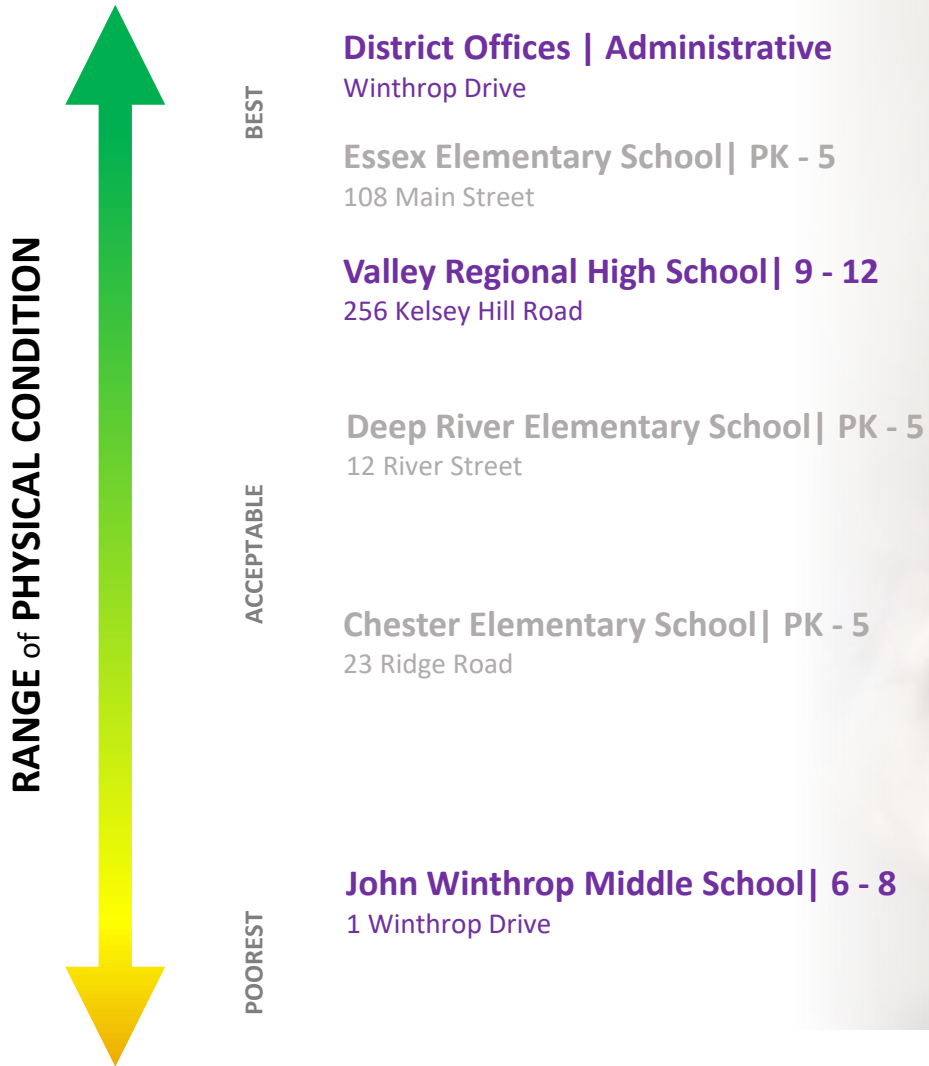 RANGE of PHYSICAL CONDITION
BEST
District Offices | Administrative
Winthrop Drive
Essex Elementary School| PK - 5
108 Main Street
Valley Regional High School| 9 - 12
256 Kelsey Hill Road
ACCEPTABLE
Deep River Elementary School| PK - 5
12 River Street
Chester Elementary School| PK - 5
23 Ridge Road
POOREST
John Winthrop Middle School| 6 - 8
1 Winthrop Drive